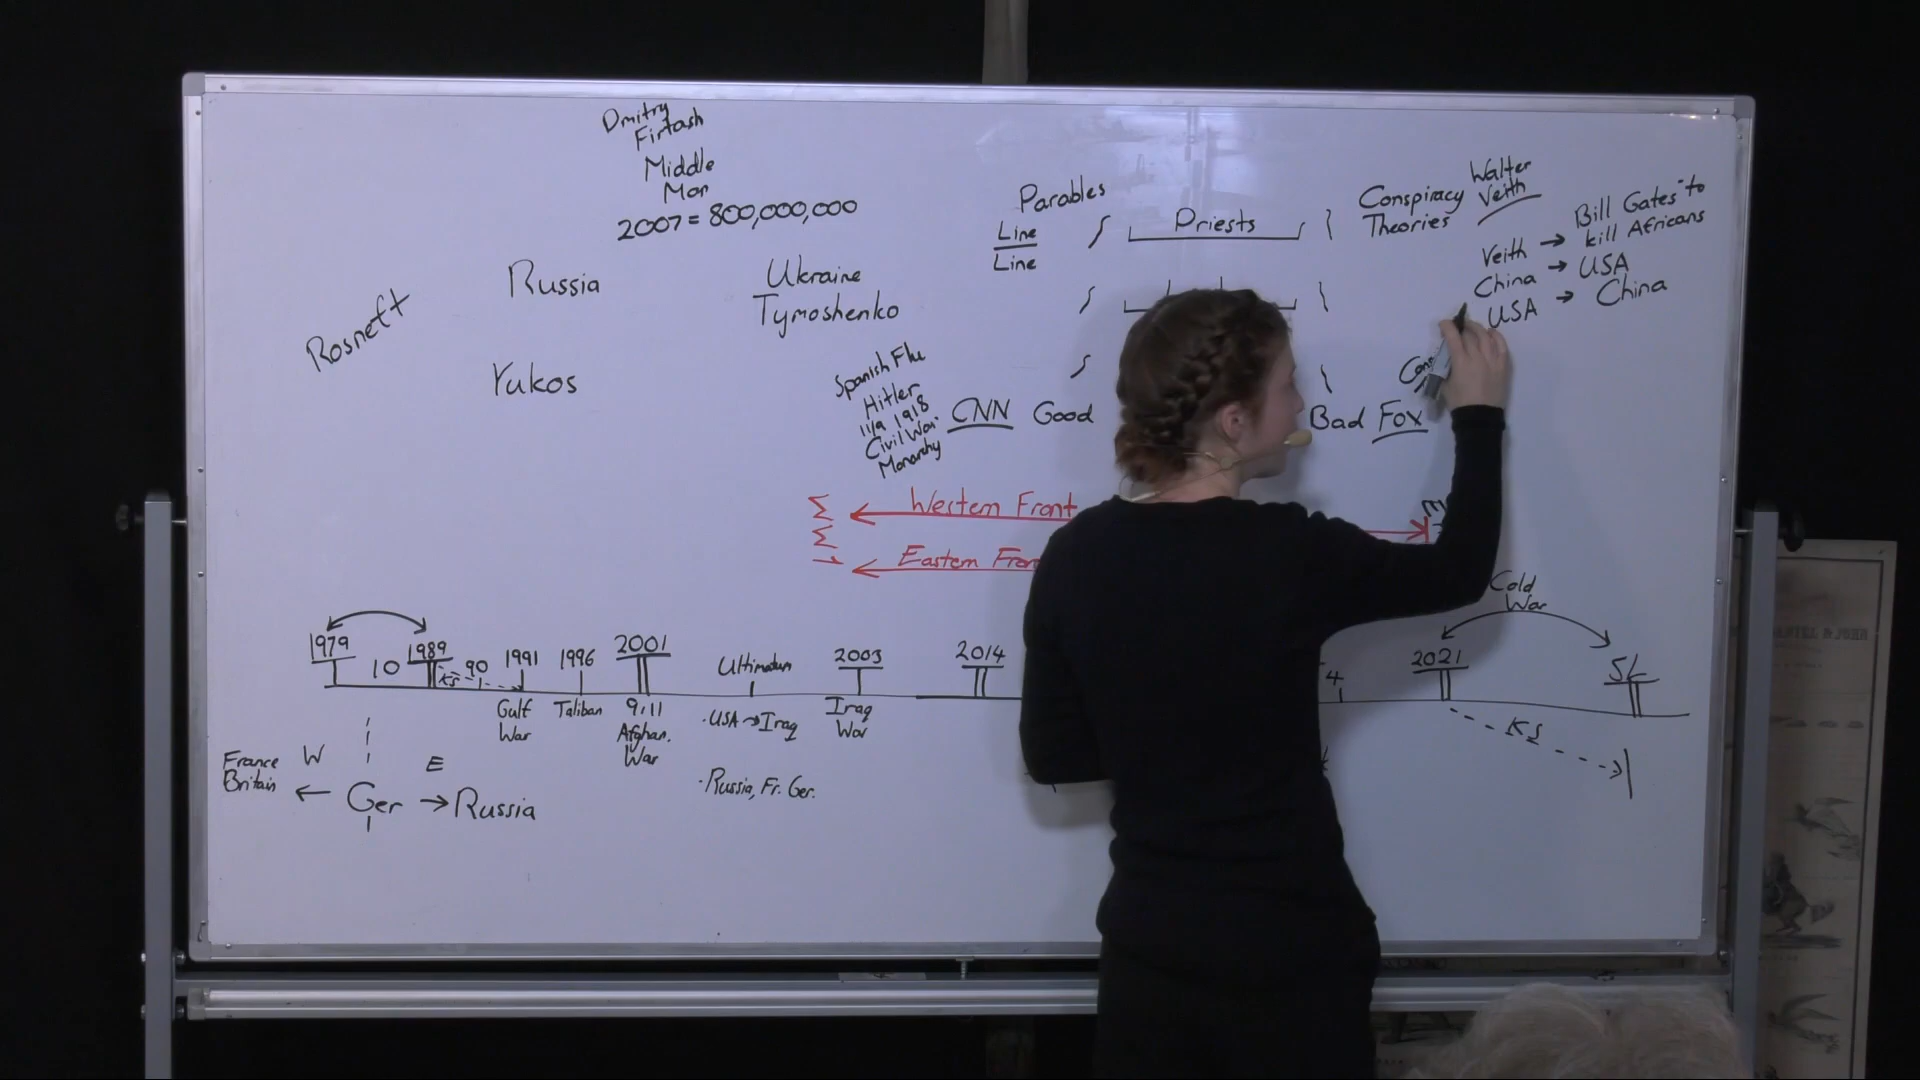 Dmitry
Firtash
Middle
Man
2007 = 800,000,000
Rosneft
Russia
Yukos
Ukraine
Tymoshenko
Parables
Line
Line
Priests
Conspiracy
Theories
Walter
Veith
Veith → Bill Gates to
kill Africans
China → USA
USA → China
Spanish Flu
Hitler
11/9 1918
Civil War
Monarchy
CNN Good
Bad Fox
Western Front
Eastern
1979
10
1989
KS
90
1991
Gulf
War
1996
Taliban
2001
9/11
Afghan.
War
Ultimatum
·USA → Iraq
·Russia, Fr. Ger.
2003
Iraq
War
2014
4
2021
Cold
War
SL
KS
France
Britain
W
E
← Ger → Russia
DANIEL & JOHN